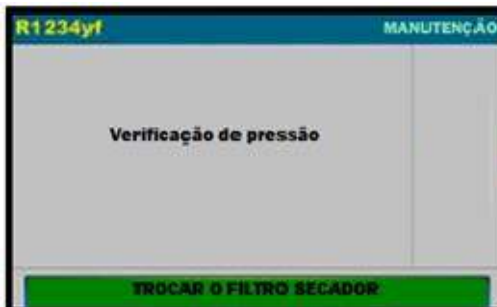 R1234yf
MANUTENÇÃO
Verificação de pressão
TROCAR O FILTRO SECADOR